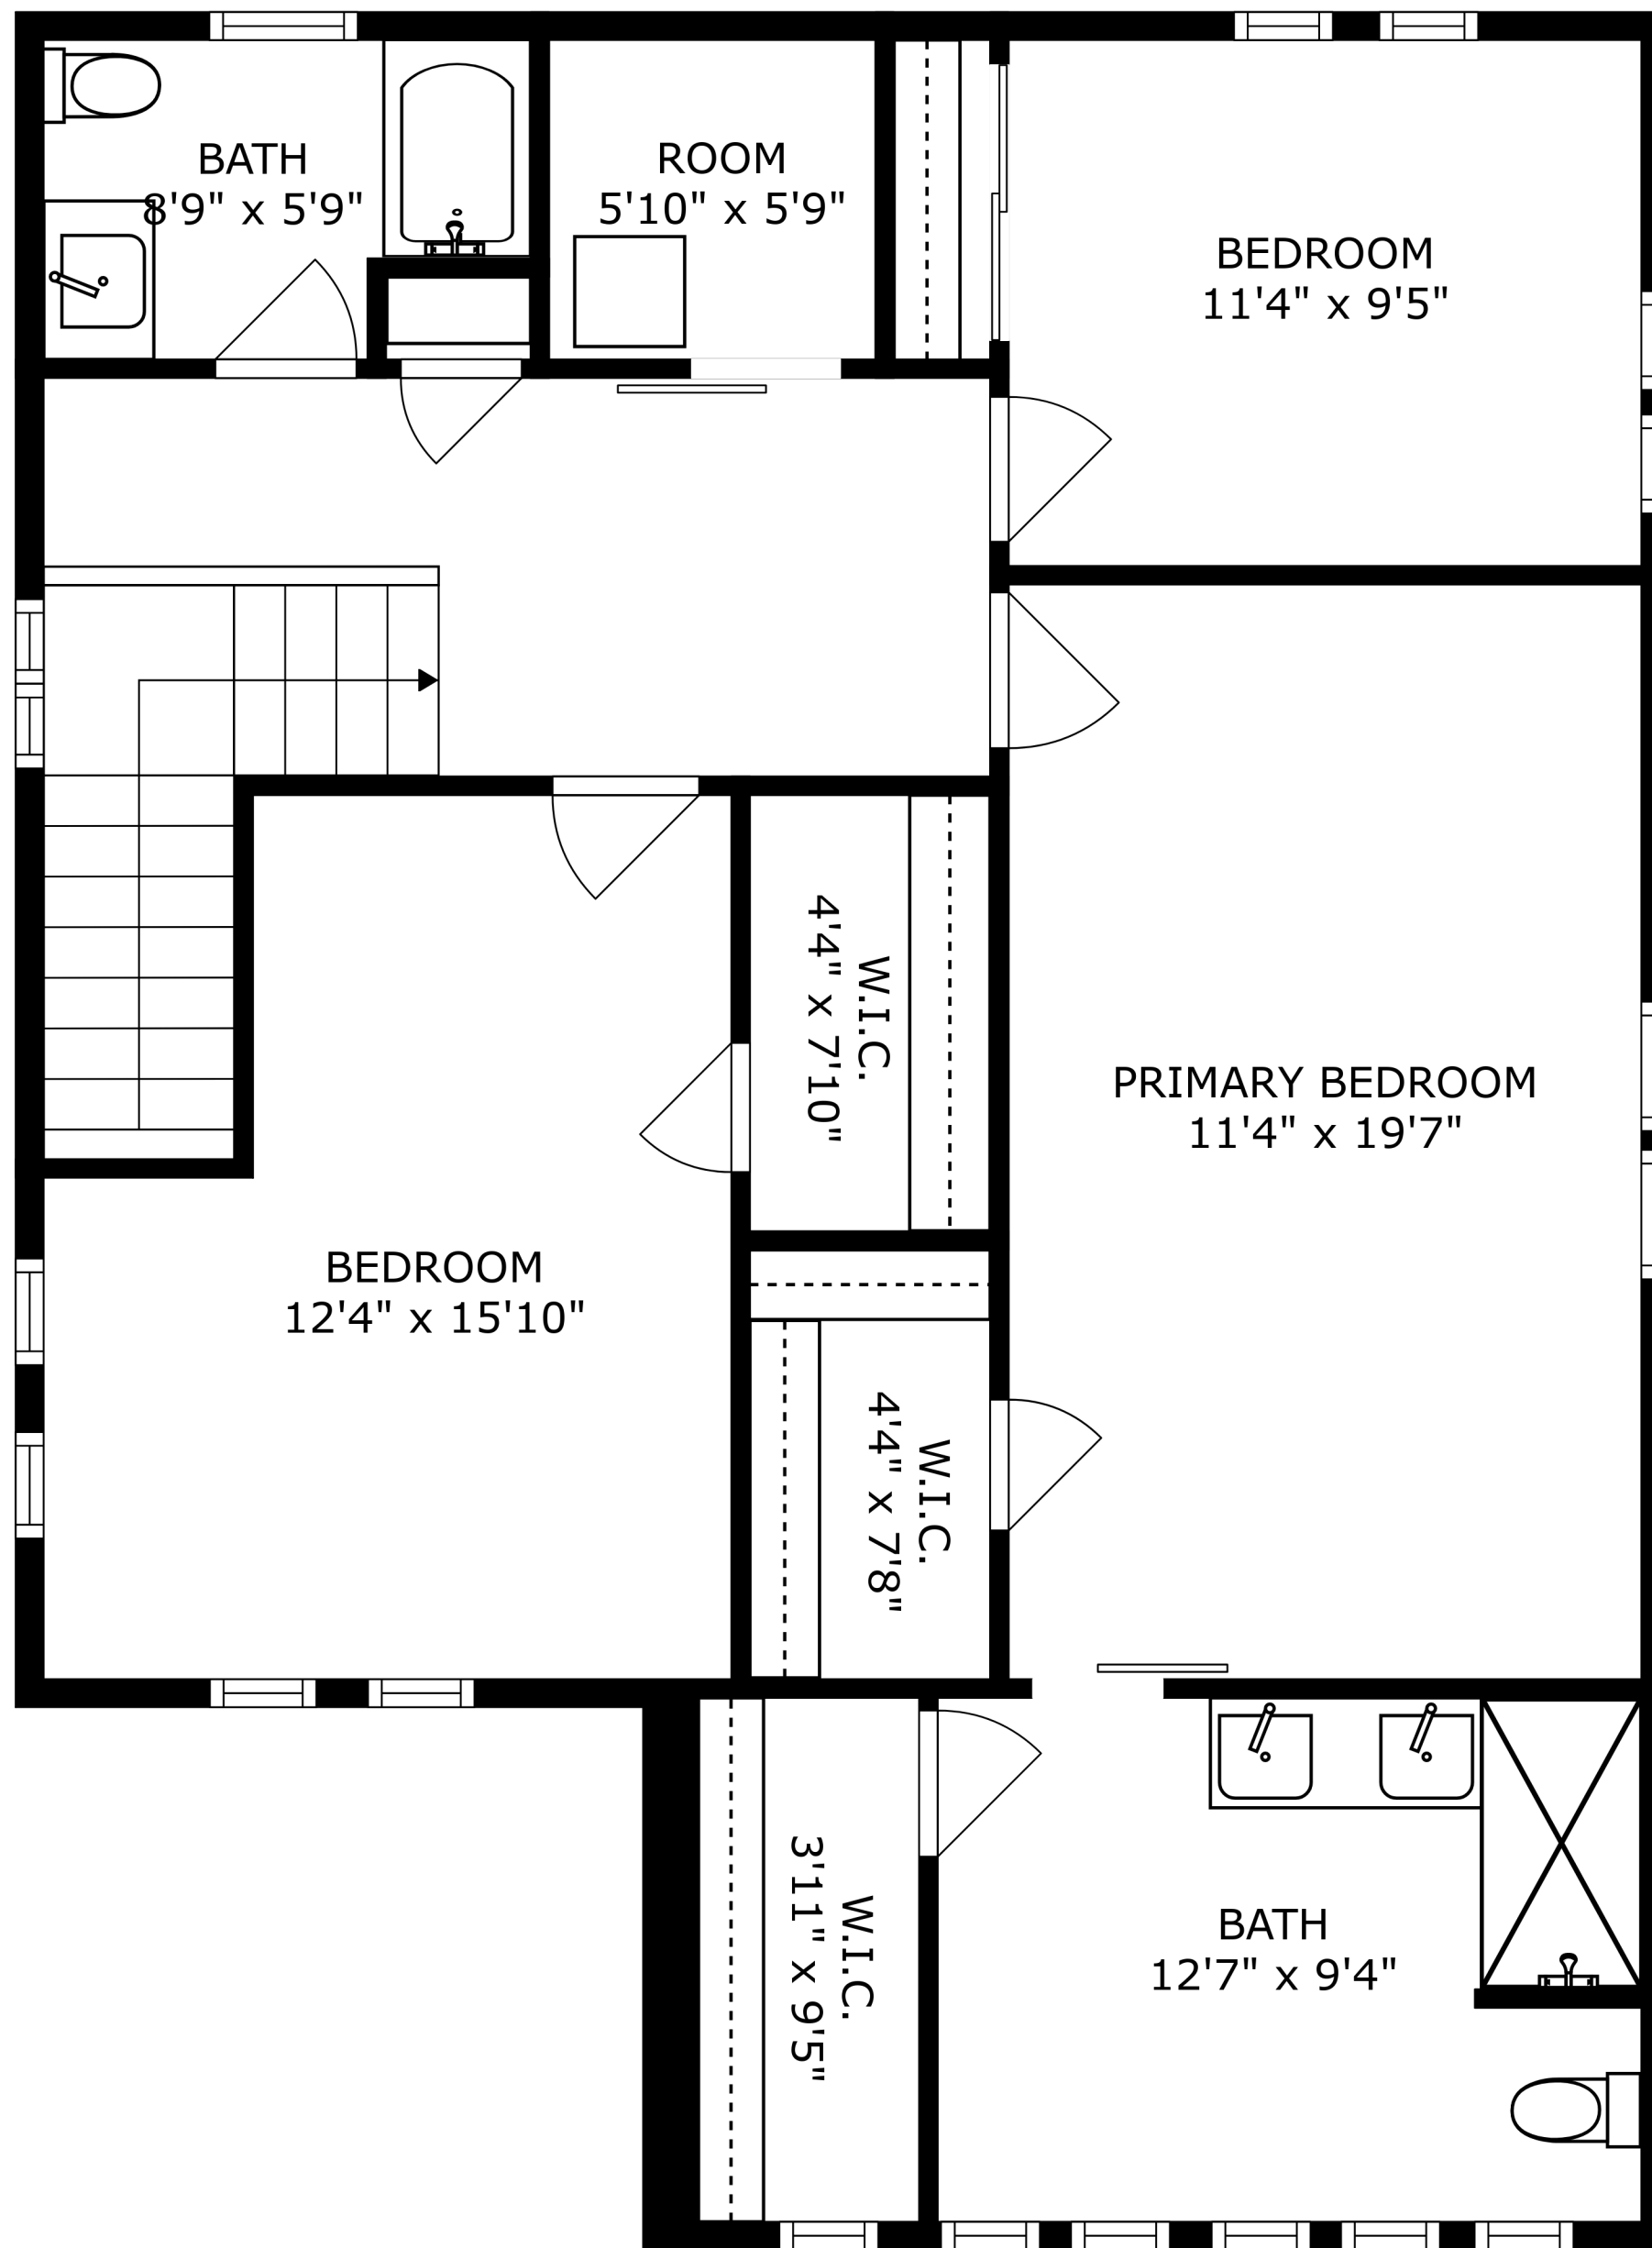 BATH
8'9" x 5'9"
ROOM
5'10" x 5'9"
BEDROOM
11'4" x 9'5"
W.I.C.
4'4" x 7'10"
PRIMARY BEDROOM
11'4" x 19'7"
BEDROOM
12'4" x 15'10"
W.I.C.
4'4" x 7'8"
W.I.C.
3'11" x 9'5"
BATH
12'7" x 9'4"